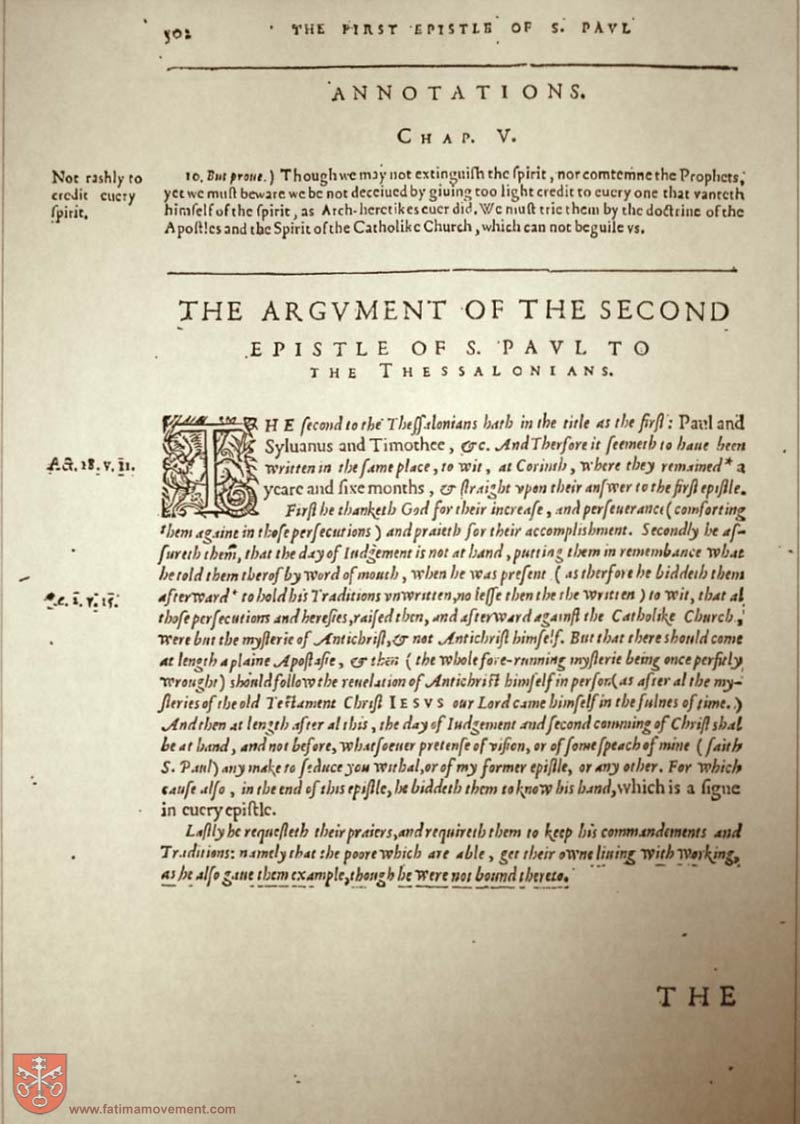 502 THE FIRST EPISTLE OF S. PAVL
ANNOTATIONS.
CHAP. V.
Not rashly to
credit euery
ſpirit.
10. But proue.) Though we may not extinguiſh the ſpirit, nor comtemne the Prophets,
yet we muſt beware we be not deceiued by giuing too light credit to euery one that vanteth
himſelf of the ſpirit, as Arch-heretikes euer did. We muſt trie them by the doctrine of the
Apoſtles and the Spirit of the Catholike Church, which can not beguile vs.
THE ARGVMENT OF THE SECOND
EPISTLE OF S. PAVL TO
THE THESSALONIANS.
THE ſecond to the Theſſalonians hath in the title as the firſt: Paul and
Syluanus and Timothee, &c. And Therfore it ſeemeth to haue been
Act. 18. v. 11.
written in the ſame place, to wit, at Corinth, where they remained * a
yeare and ſixe months, & ſtraight vpon their anſwer to the firſt epiſtle.
Firſt he thanketh God for their increaſe, and perſeuerance (comforting
them againe in thoſe perſecutions) and praieth for their accompliſhment. Secondly he aſ-
ſureth them, that the day of Iudgement is not at hand, putting them in remembance what
he told them therof by word of mouth, when he was preſent (as therfore he biddeth them
afterward * to hold his Traditions vnwritten, no leſſe then the the written) to wit, that al
thoſe perſecutions and hereſies, raiſed then, and afterward againſt the Catholike Church,
were but the myſterie of Antichriſt, & not Antichriſt himſelf. But that there should come
at length a plaine Apoſtaſie, & then (the whole fore-running myſterie being once perfitly
wrought) should follow the reuelation of Antichriſt himſelf in perſon (as after al the my-
ſteries of the old Teſtament Chriſt IESVS our Lord came himſelf in the fulnes of time.)
And then at length after al this, the day of Iudgement and ſecond comming of Chriſt shal
be at hand, and not before, whatſoeuer pretenſe of viſion, or of ſome ſpeach of mine (ſaith
S. Paul) any make to ſeduce you withal, or of my former epiſtle, or any other. For which
cauſe alſo, in the end of this epiſtle, he biddeth them to know his hand, which is a ſigne
in euery epiſtle.
Laſtly he requeſteth their praiers, and requireth them to keep his commandements and
Traditions: namely that the poore which are able, get their owne liuing with working,
as he alſo gaue them example, though he were not bound thereto.
THE
www.fatimamovement.com